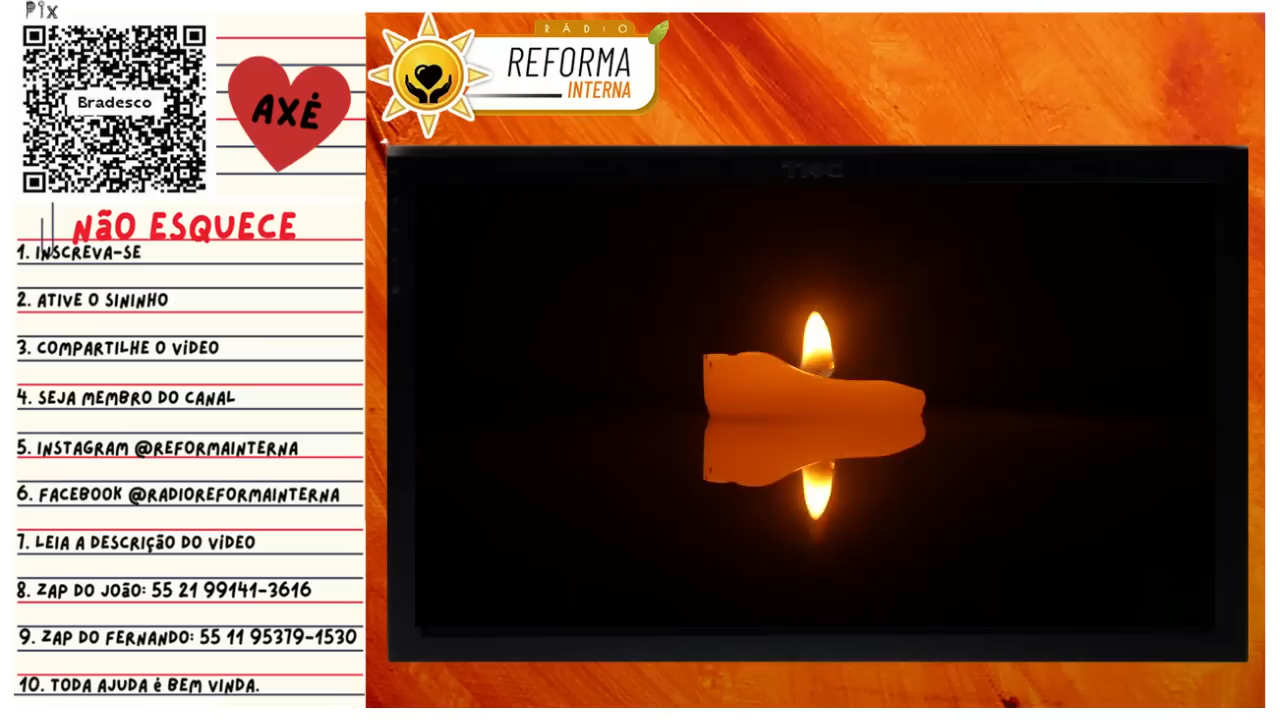 Pix
Bradesco
AXÉ
NÃO ESQUECE
1. INSCREVA-SE
2. ATIVE O SININHO
3. COMPARTILHE O VÍDEO
4. SEJA MEMBRO DO CANAL
5. INSTAGRAM @REFORMAINTERNA
6. FACEBOOK @RADIOREFORMAINTERNA
7. LEIA A DESCRIÇÃO DO VÍDEO
8. ZAP DO JOÃO: 55 21 99141-3616
9. ZAP DO FERNANDO: 55 11 95379-1530
10. TODA AJUDA É BEM VINDA.
RÁDIO
REFORMA
INTERNA